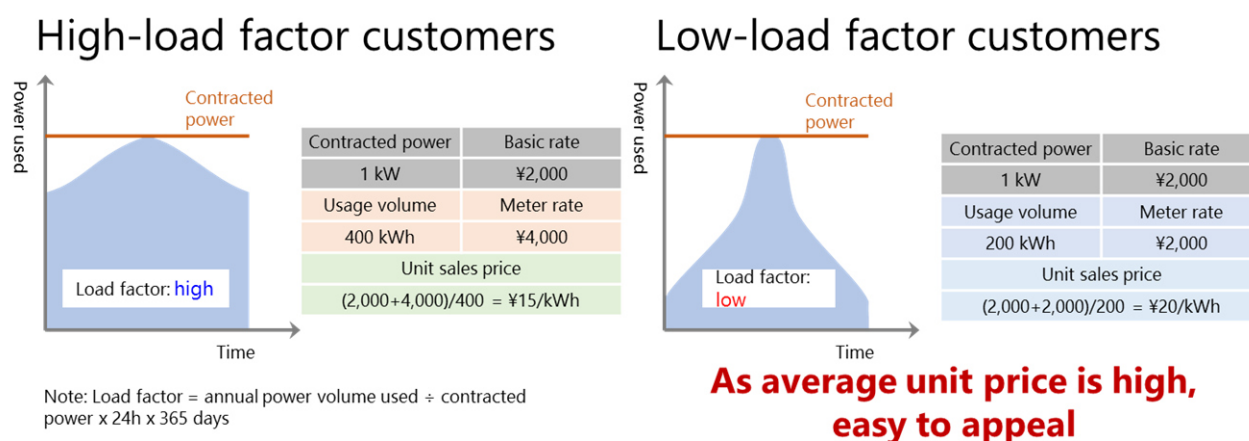 High-load factor customers
Power used
Contracted
power
Contracted power Basic rate
1 kW ¥2,000
Usage volume Meter rate
400 kWh ¥4,000
Unit sales price
(2,000+4,000)/400 = ¥15/kWh
Load factor: high
Time
Note: Load factor = annual power volume used ÷ contracted
power x 24h x 365 days
Low-load factor customers
Power used
Contracted
power
Contracted power Basic rate
1 kW ¥2,000
Usage volume Meter rate
200 kWh ¥2,000
Unit sales price
(2,000+2,000)/200 = ¥20/kWh
Load factor:
low
Time
As average unit price is high,
easy to appeal